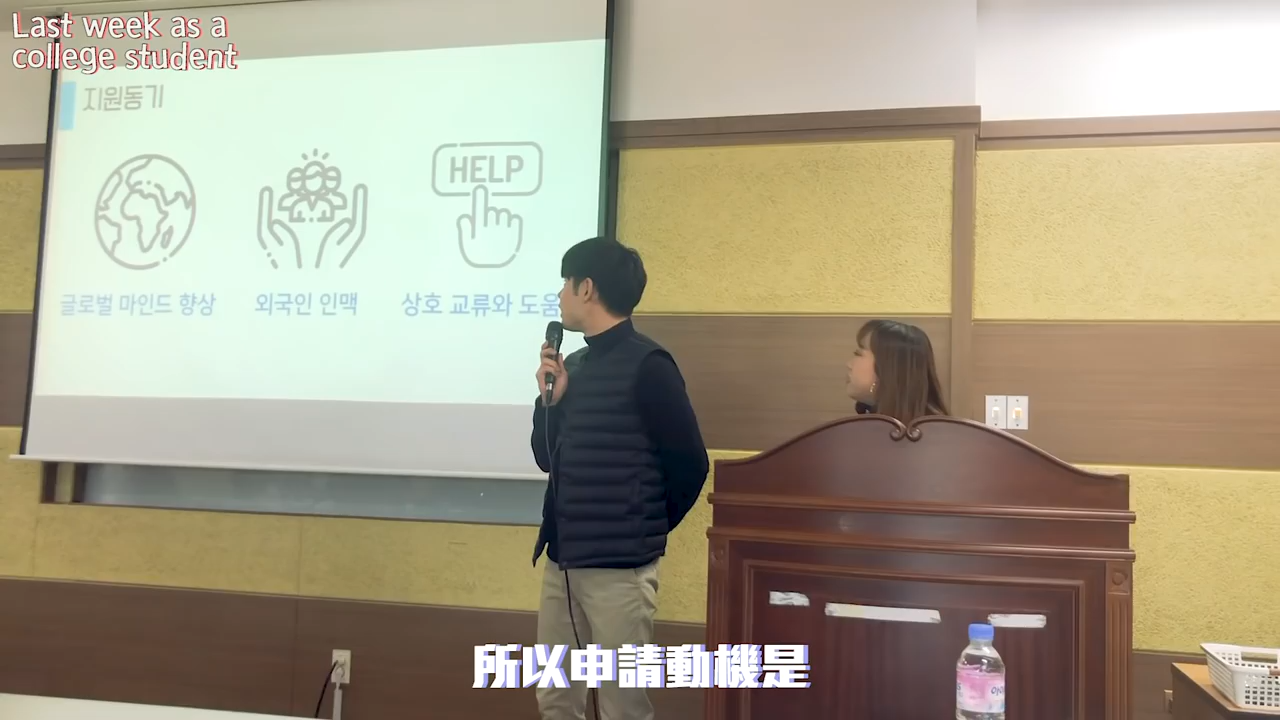 Last week as a
college student
지원동기
HELP
글로벌 마인드 향상
외국인 인맥
상호 교류와 도움
所以申請動機是